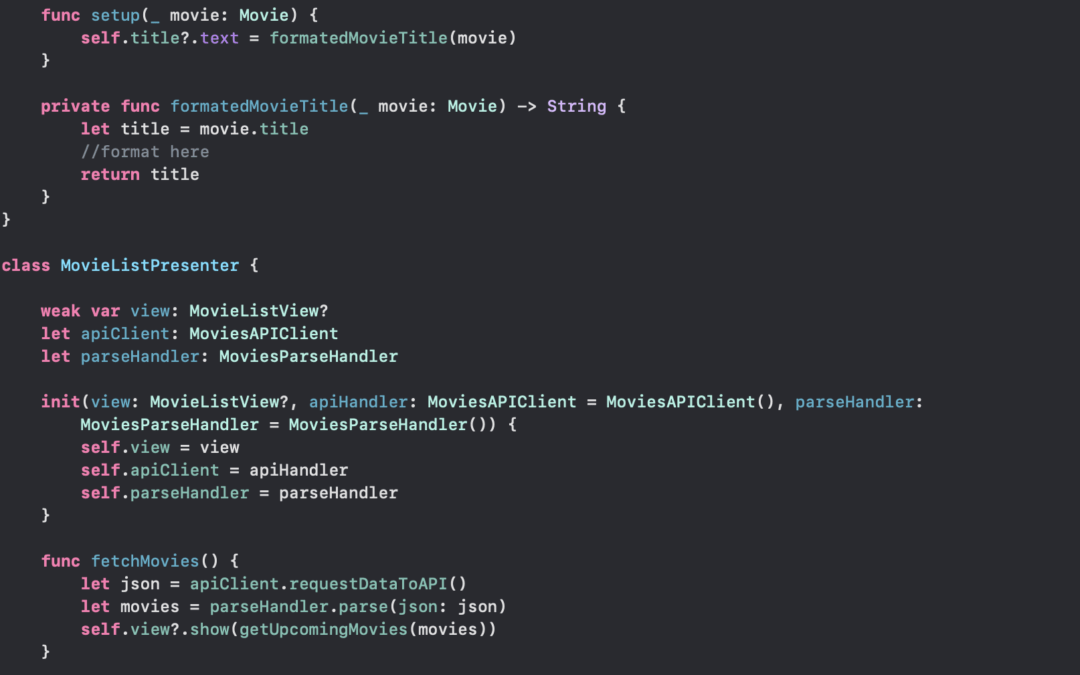 func setup(_ movie: Movie) {
self.title?.text = formatedMovieTitle(movie)
}
private func formatedMovieTitle(_ movie: Movie) -> String {
let title = movie.title
//format here
return title
}
}
class MovieListPresenter {
weak var view: MovieListView?
let apiClient: MoviesAPIClient
let parseHandler: MoviesParseHandler
init(view: MovieListView?, apiHandler: MoviesAPIClient = MoviesAPIClient(), parseHandler:
MoviesParseHandler = MoviesParseHandler()) {
self.view = view
self.apiClient = apiHandler
self.parseHandler = parseHandler
}
func fetchMovies() {
let json = apiClient.requestDataToAPI()
let movies = parseHandler.parse(json: json)
self.view?.show(getUpcomingMovies(movies))
}